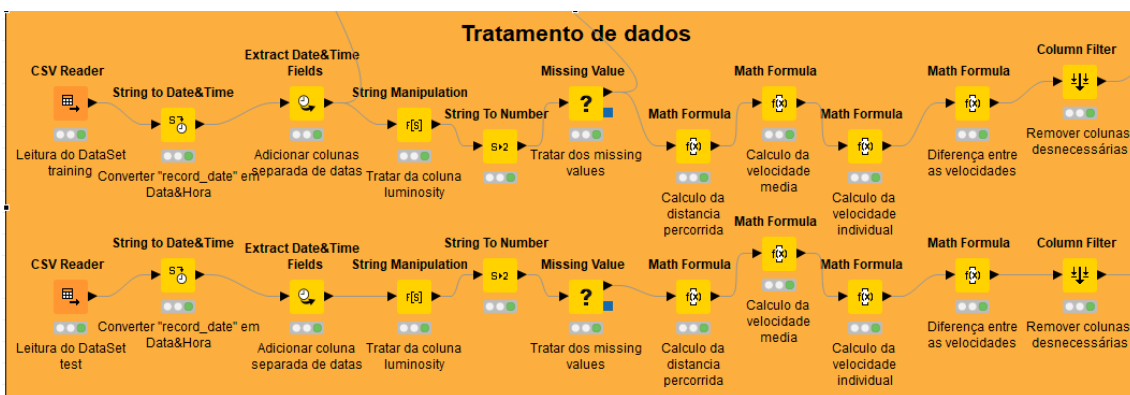 Tratamento de dados
CSV Reader
Leitura do DataSet
training
String to Date&Time
Converter "record_date" em
Data&Hora
Extract Date&Time
Fields
Adicionar colunas
separada de datas
String Manipulation
F[S]
Tratar da coluna
luminosity
String To Number
S▸2
Missing Value
?
Tratar dos missing
values
Math Formula
f(x)
Calculo da
distancia
percorrida
Math Formula
f(x)
Calculo da
velocidade
media
Math Formula
f(x)
Calculo da
velocidade
individual
Math Formula
f(x)
Diferença entre
as velocidades
Column Filter
Remover colunas
desnecessárias
CSV Reader
Leitura do DataSet
test
String to Date&Time
Converter "record_date" em
Data&Hora
Extract Date&Time
Fields
Adicionar coluna
separada de datas
String Manipulation
F[S]
Tratar da coluna
luminosity
String To Number
S▸2
Missing Value
?
Tratar dos missing
values
Math Formula
f(x)
Calculo da
distancia
percorrida
Math Formula
f(x)
Calculo da
velocidade
media
Math Formula
f(x)
Calculo da
velocidade
individual
Math Formula
f(x)
Diferença entre
as velocidades
Column Filter
Remover colunas
desnecessárias